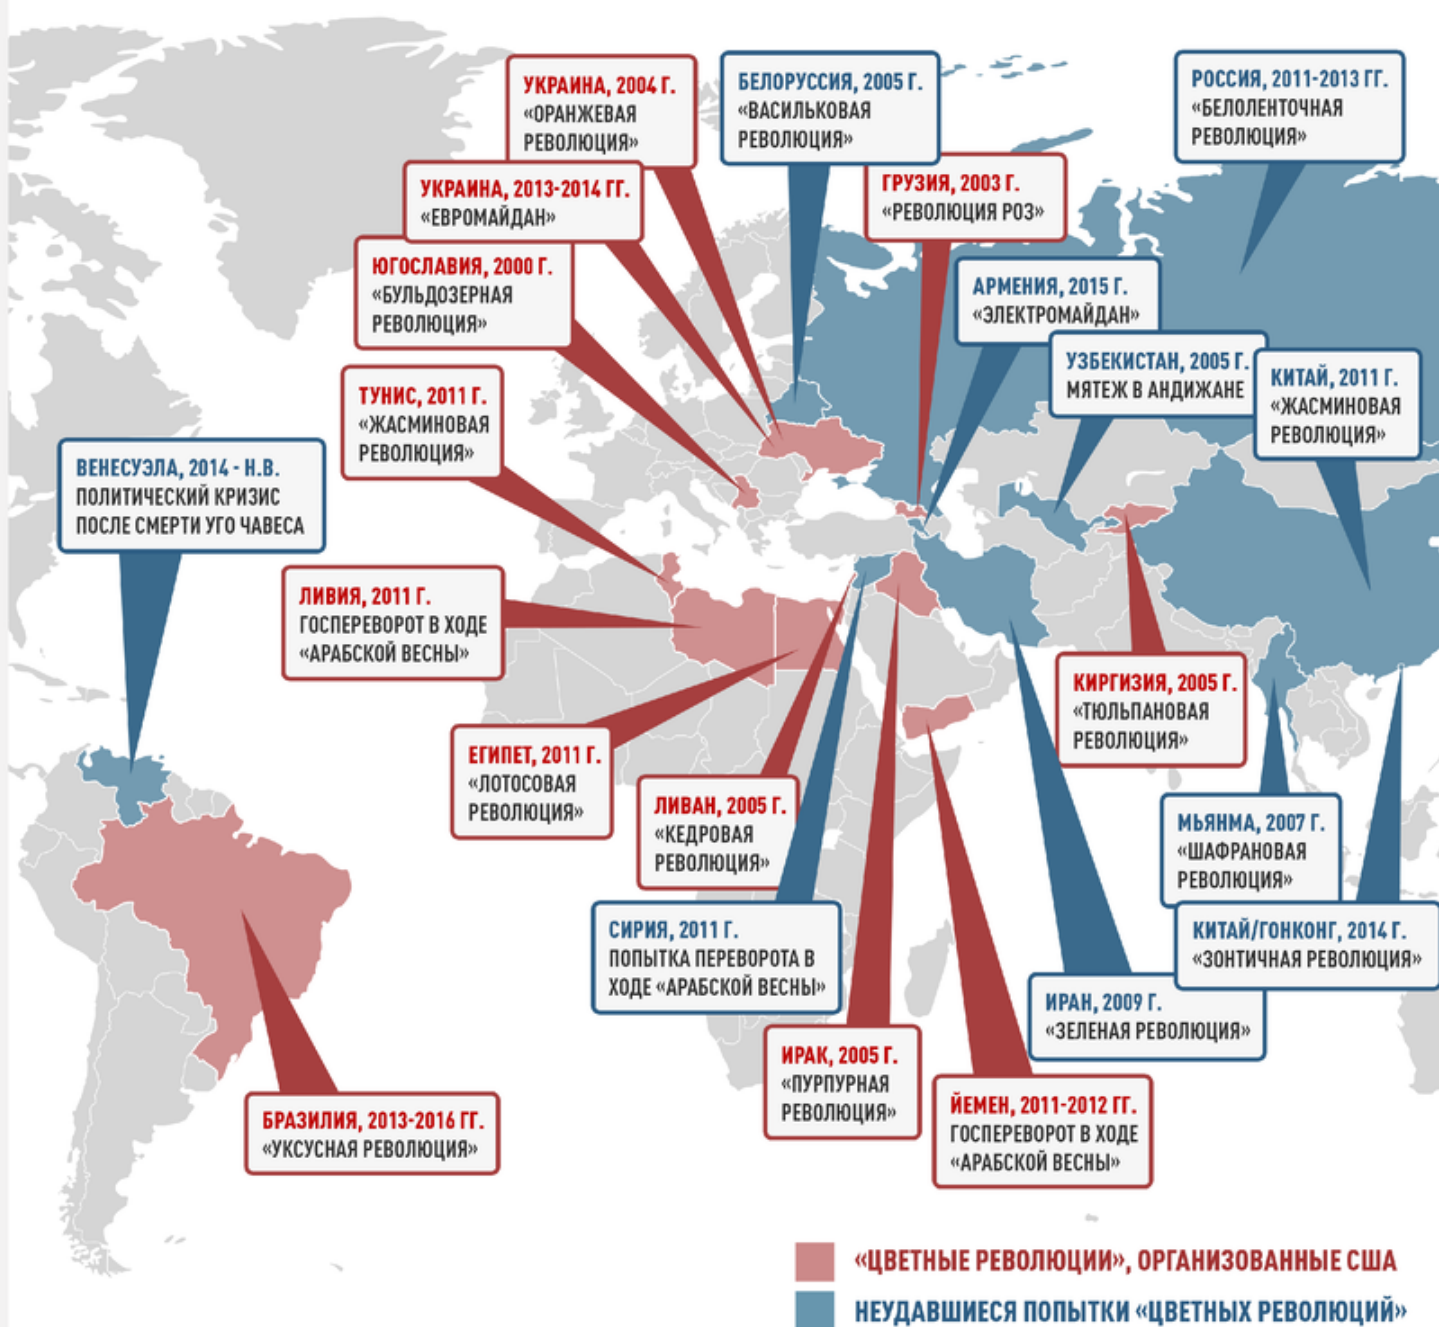 УКРАИНА, 2004 Г.
«ОРАНЖЕВАЯ
РЕВОЛЮЦИЯ»
БЕЛОРУССИЯ, 2005 Г.
«ВАСИЛЬКОВАЯ
РЕВОЛЮЦИЯ»
РОССИЯ, 2011-2013 ГГ.
«БЕЛОЛЕНТОЧНАЯ
РЕВОЛЮЦИЯ»
УКРАИНА, 2013-2014 ГГ.
«ЕВРОМАЙДАН»
ГРУЗИЯ, 2003 Г.
«РЕВОЛЮЦИЯ РОЗ»
ЮГОСЛАВИЯ, 2000 Г.
«БУЛЬДОЗЕРНАЯ
РЕВОЛЮЦИЯ»
АРМЕНИЯ, 2015 Г.
«ЭЛЕКТРОМАЙДАН»
УЗБЕКИСТАН, 2005 Г.
МЯТЕЖ В АНДИЖАНЕ
КИТАЙ, 2011 Г.
«ЖАСМИНОВАЯ
РЕВОЛЮЦИЯ»
ТУНИС, 2011 Г.
«ЖАСМИНОВАЯ
РЕВОЛЮЦИЯ»
ВЕНЕСУЭЛА, 2014 - Н.В.
ПОЛИТИЧЕСКИЙ КРИЗИС
ПОСЛЕ СМЕРТИ УГО ЧАВЕСА
ЛИВИЯ, 2011 Г.
ГОСПЕРЕВОРОТ В ХОДЕ
«АРАБСКОЙ ВЕСНЫ»
КИРГИЗИЯ, 2005 Г.
«ТЮЛЬПАНОВАЯ
РЕВОЛЮЦИЯ»
ЕГИПЕТ, 2011 Г.
«ЛОТОСОВАЯ
РЕВОЛЮЦИЯ»
ЛИВАН, 2005 Г.
«КЕДРОВАЯ
РЕВОЛЮЦИЯ»
МЬЯНМА, 2007 Г.
«ШАФРАНОВАЯ
РЕВОЛЮЦИЯ»
СИРИЯ, 2011 Г.
ПОПЫТКА ПЕРЕВОРОТА В
ХОДЕ «АРАБСКОЙ ВЕСНЫ»
КИТАЙ/ГОНКОНГ, 2014 Г.
«ЗОНТИЧНАЯ РЕВОЛЮЦИЯ»
ИРАН, 2009 Г.
«ЗЕЛЕНАЯ РЕВОЛЮЦИЯ»
ИРАК, 2005 Г.
«ПУРПУРНАЯ
РЕВОЛЮЦИЯ»
ЙЕМЕН, 2011-2012 ГГ.
ГОСПЕРЕВОРОТ В ХОДЕ
«АРАБСКОЙ ВЕСНЫ»
БРАЗИЛИЯ, 2013-2016 ГГ.
«УКСУСНАЯ РЕВОЛЮЦИЯ»
«ЦВЕТНЫЕ РЕВОЛЮЦИИ», ОРГАНИЗОВАННЫЕ США
НЕУДАВШИЕСЯ ПОПЫТКИ «ЦВЕТНЫХ РЕВОЛЮЦИЙ»